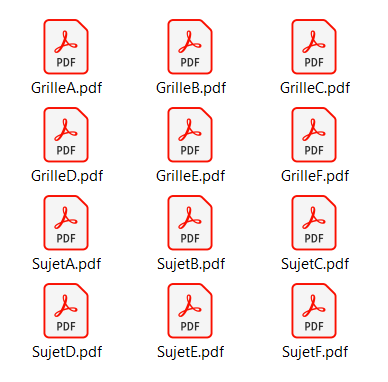 PDF PDF PDF
GrilleA.pdf GrilleB.pdf GrilleC.pdf
PDF PDF PDF
GrilleD.pdf GrilleE.pdf GrilleF.pdf
PDF PDF PDF
SujetA.pdf SujetB.pdf SujetC.pdf
PDF PDF PDF
SujetD.pdf SujetE.pdf SujetF.pdf